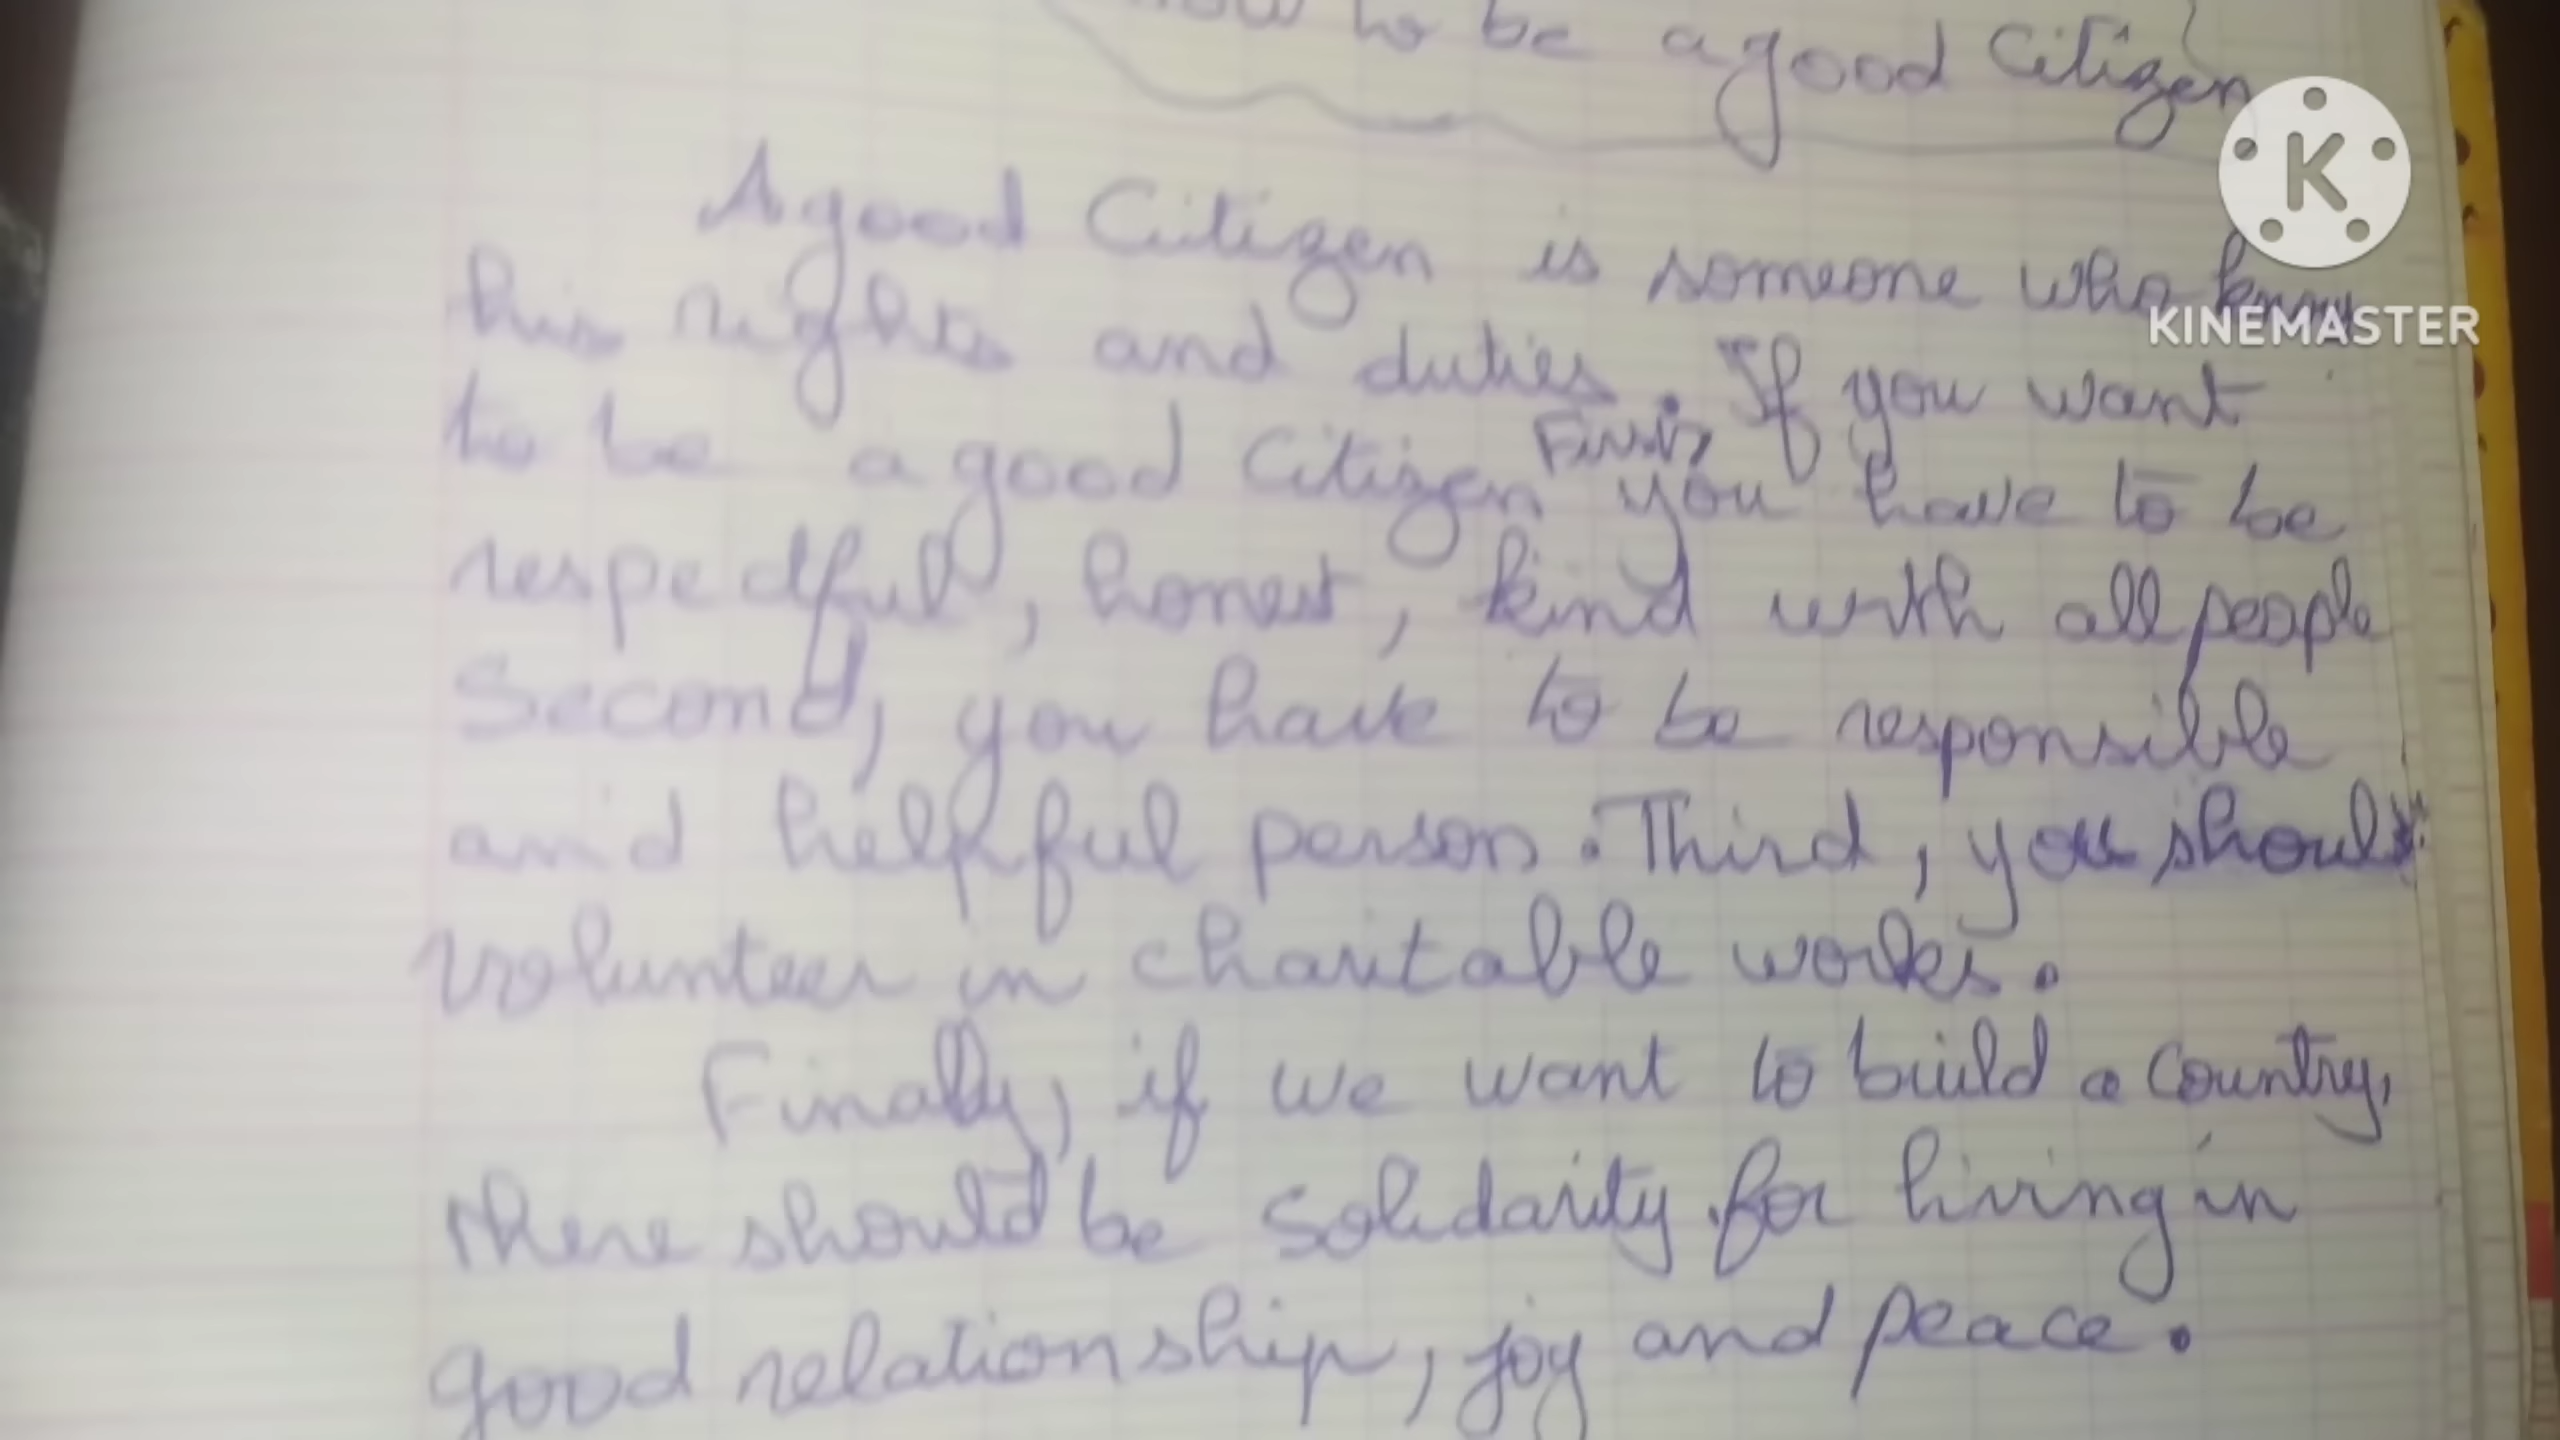 how to be a good Citizen
A good Citizen is someone who know
his rights and duties. If you want
to be a good Citizen First, you have to be
respectful, honest, kind with all people
Second, you have to be responsible
and helpful person. Third, you should
volunteer in charitable works.
Finally, if we want to build a country,
there should be solidarity for living in
good relationship, joy and peace.
K
KINEMASTER